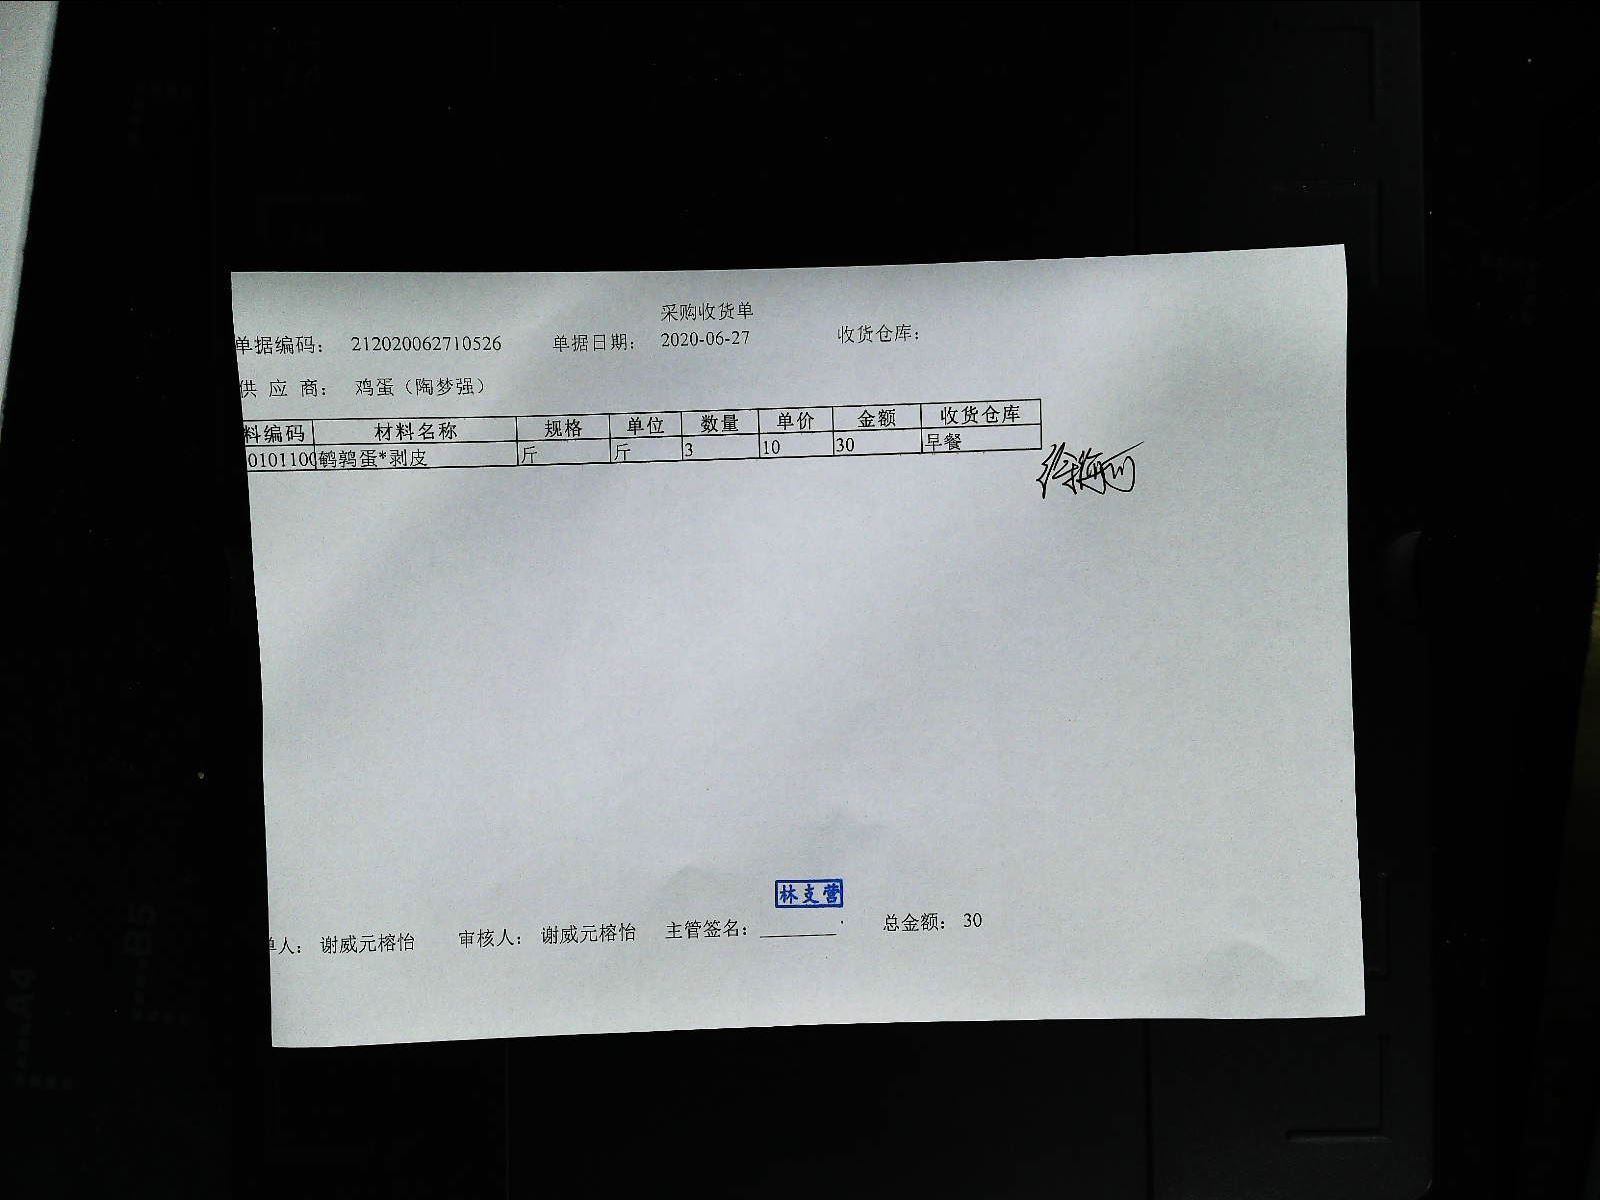 采购收货单
单据编码： 212020062710526 单据日期： 2020-06-27 收货仓库：
供 应 商： 鸡蛋（陶梦强）
料编码 材料名称 规格 单位 数量 单价 金额 收货仓库
0101100 鹌鹑蛋*剥皮 斤 斤 3 10 30 早餐
林支营
单人： 谢威元榕怡 审核人： 谢威元榕怡 主管签名：________ 总金额： 30